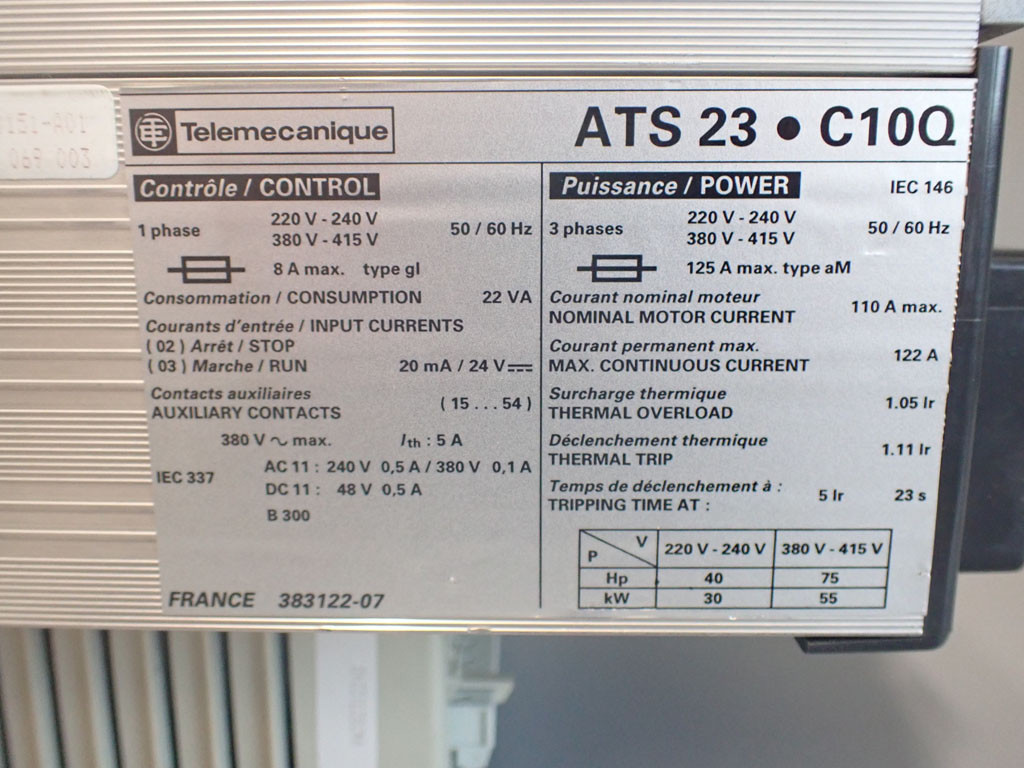 Telemecanique
ATS 23 • C10Q
Contrôle / CONTROL
1 phase
220 V - 240 V
380 V - 415 V
50 / 60 Hz
8 A max. type gI
Consommation / CONSUMPTION 22 VA
Courants d'entrée / INPUT CURRENTS
( 02 ) Arrêt / STOP
( 03 ) Marche / RUN 20 mA / 24 V
Contacts auxiliaires
AUXILIARY CONTACTS
( 15 . . . 54 )
380 V ~ max. Ith : 5 A
IEC 337
AC 11 : 240 V 0,5 A / 380 V 0,1 A
DC 11 : 48 V 0,5 A
B 300
FRANCE 383122-07
Puissance / POWER
IEC 146
3 phases
220 V - 240 V
380 V - 415 V
50 / 60 Hz
125 A max. type aM
Courant nominal moteur
NOMINAL MOTOR CURRENT
110 A max.
Courant permanent max.
MAX. CONTINUOUS CURRENT
122 A
Surcharge thermique
THERMAL OVERLOAD
1.05 Ir
Déclenchement thermique
THERMAL TRIP
1.11 Ir
Temps de déclenchement à :
TRIPPING TIME AT :
5 Ir 23 s
P V 220 V - 240 V 380 V - 415 V
Hp 40 75
kW 30 55